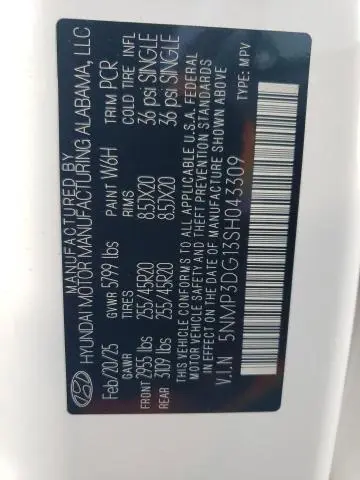 MANUFACTURED BY
HYUNDAI MOTOR MANUFACTURING ALABAMA, LLC
Feb/20/25 GVWR 5799 lbs PAINT W6H TRIM PCR
GAWR TIRES COLD TIRE INFL
FRONT 2955 lbs 255/45R20 8.5JX20 36 psi SINGLE
REAR 3109 lbs 255/45R20 8.5JX20 36 psi SINGLE
THIS VEHICLE CONFORMS TO ALL APPLICABLE U.S.A. FEDERAL
MOTOR VEHICLE SAFETY AND THEFT PREVENTION STANDARDS
IN EFFECT ON THE DATE OF MANUFACTURE SHOWN ABOVE
V.I.N 5NMP3DG13SH043309 TYPE: MPV